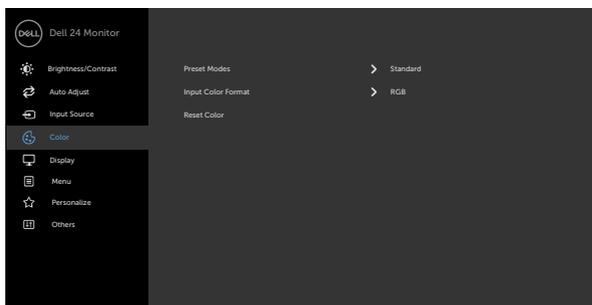 DELL Dell 24 Monitor
Brightness/Contrast Preset Modes Standard
Auto Adjust Input Color Format RGB
Input Source Reset Color
Color
Display
Menu
Personalize
Others